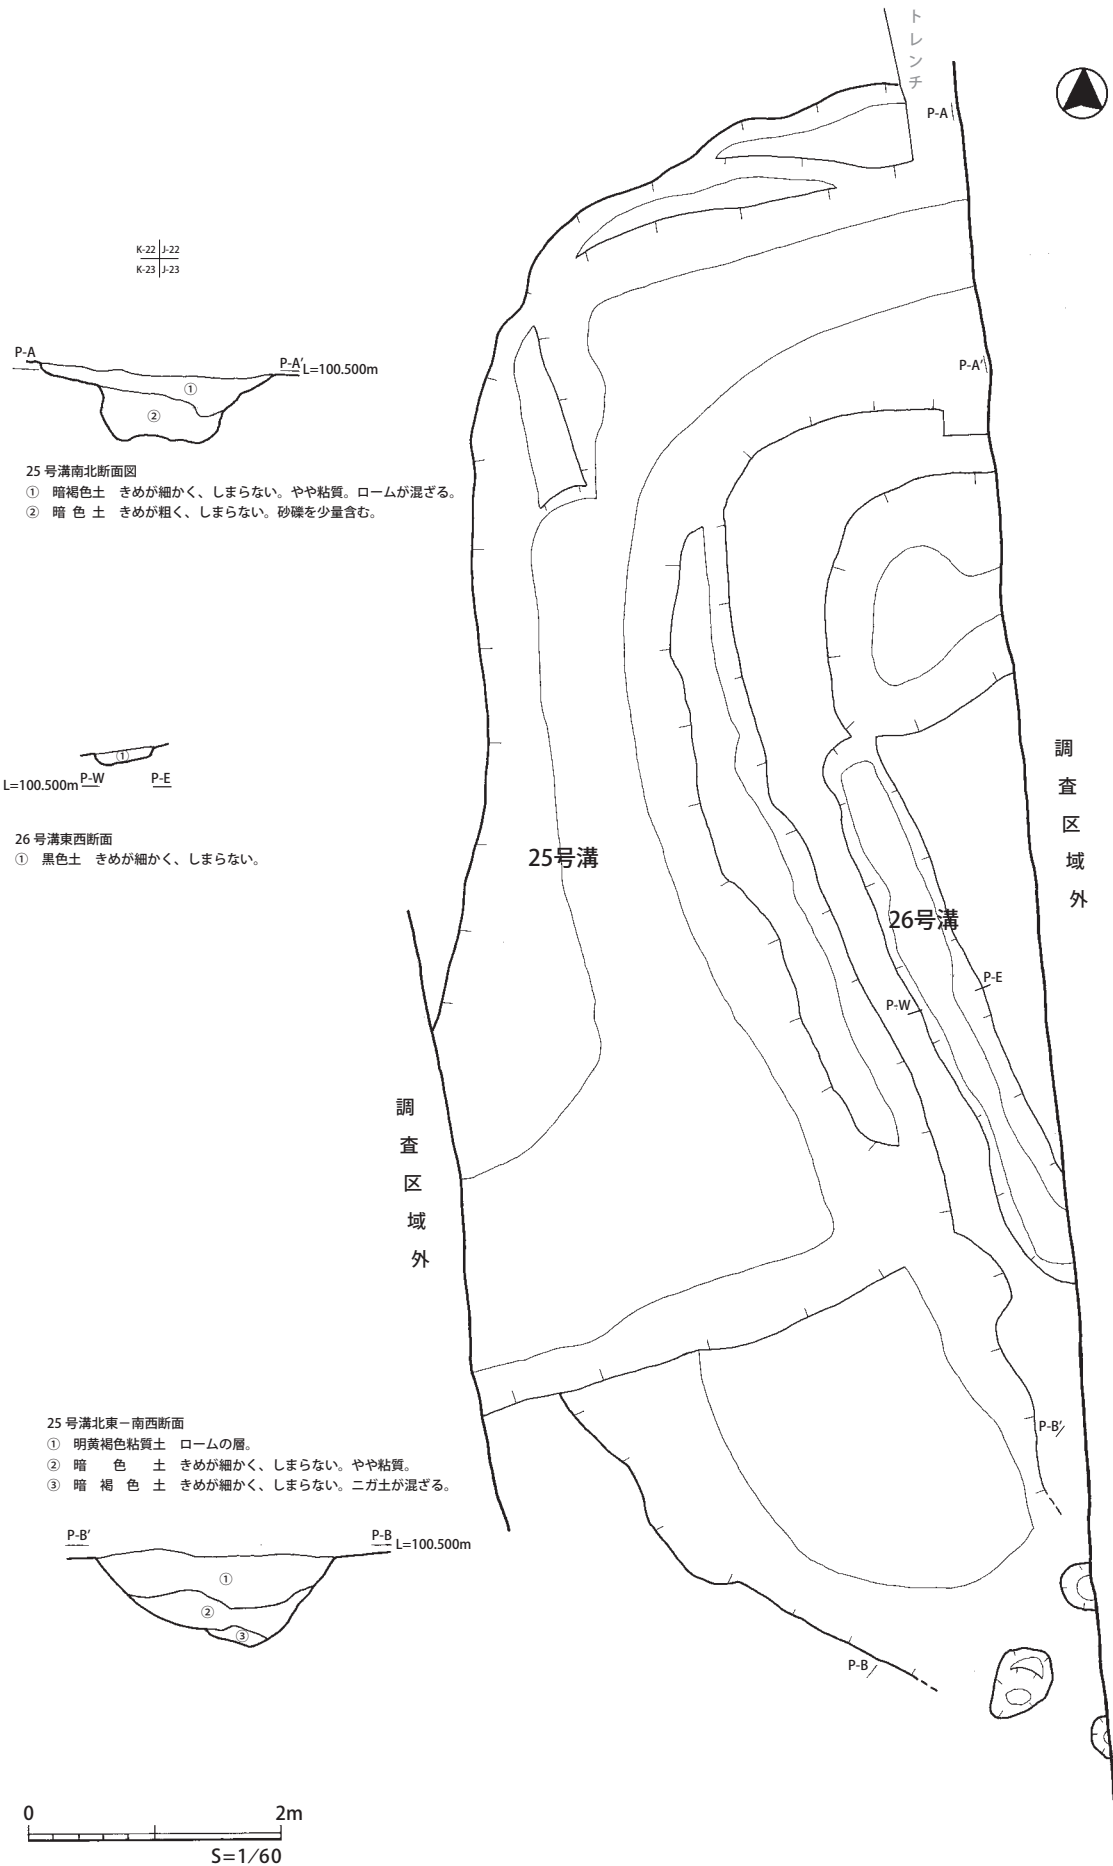 トレンチ
P-A
K-22 J-22
K-23 J-23
P-A
P-A′ L=100.500m
①
②
P-A′
25 号溝南北断面図
① 暗褐色土 きめが細かく、しまらない。やや粘質。ロームが混ざる。
② 暗 色 土 きめが粗く、しまらない。砂礫を少量含む。
①
L=100.500m P-W P-E
調査区域外
26 号溝東西断面
① 黒色土 きめが細かく、しまらない。
25号溝
26号溝
P-E
P-W
調査区域外
25 号溝北東－南西断面
① 明黄褐色粘質土 ロームの層。
② 暗 色 土 きめが細かく、しまらない。やや粘質。
③ 暗 褐 色 土 きめが細かく、しまらない。ニガ土が混ざる。
P-B′
P-B′
P-B L=100.500m
①
②
③
P-B
0 2m
S=1/60